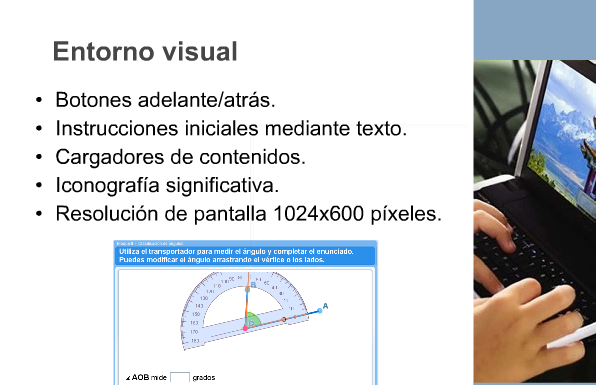 Entorno visual
• Botones adelante/atrás.
• Instrucciones iniciales mediante texto.
• Cargadores de contenidos.
• Iconografía significativa.
• Resolución de pantalla 1024x600 píxeles.
Utiliza el transportador para medir el ángulo y completar el enunciado.
Puedes modificar el ángulo arrastrando el vértice o los lados.
B
A
∡ AOB mide grados